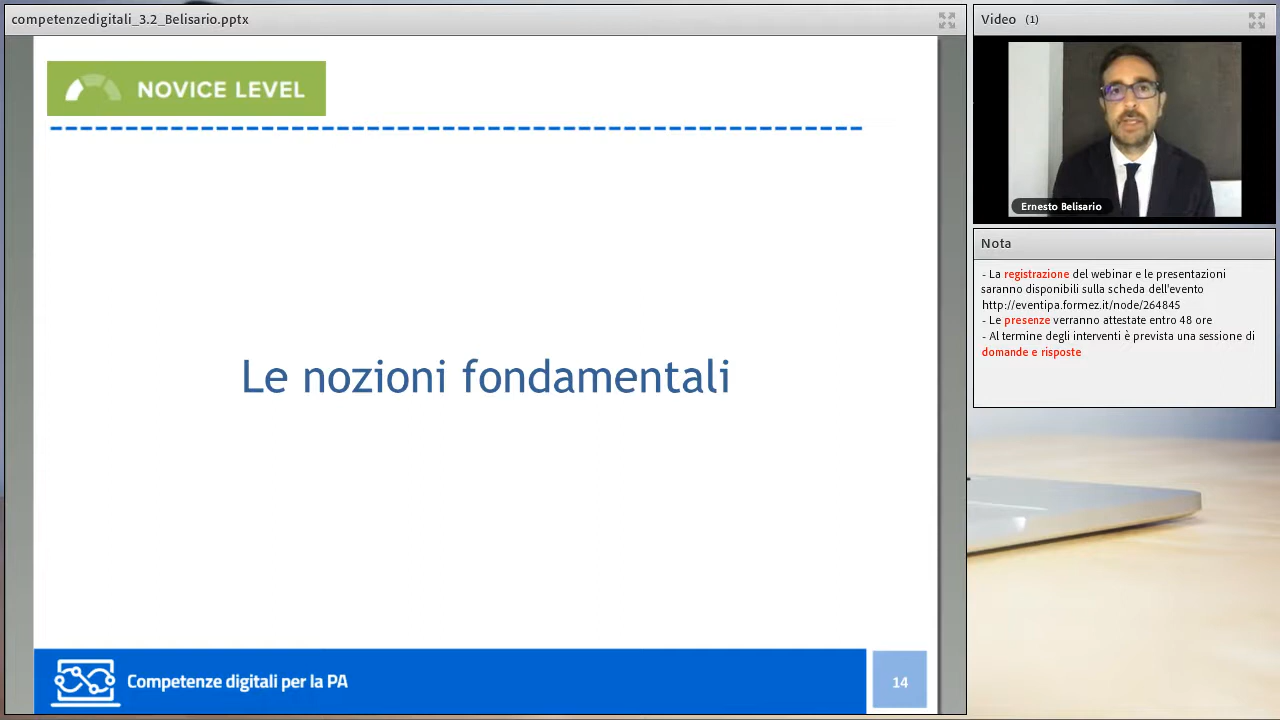 competenzedigitali_3.2_Belisario.pptx
NOVICE LEVEL
Le nozioni fondamentali
Competenze digitali per la PA
14
Video (1)
Ernesto Belisario
Nota
- La registrazione del webinar e le presentazioni
saranno disponibili sulla scheda dell'evento
http://eventipa.formez.it/node/264845
- Le presenze verranno attestate entro 48 ore
- Al termine degli interventi è prevista una sessione di
domande e risposte